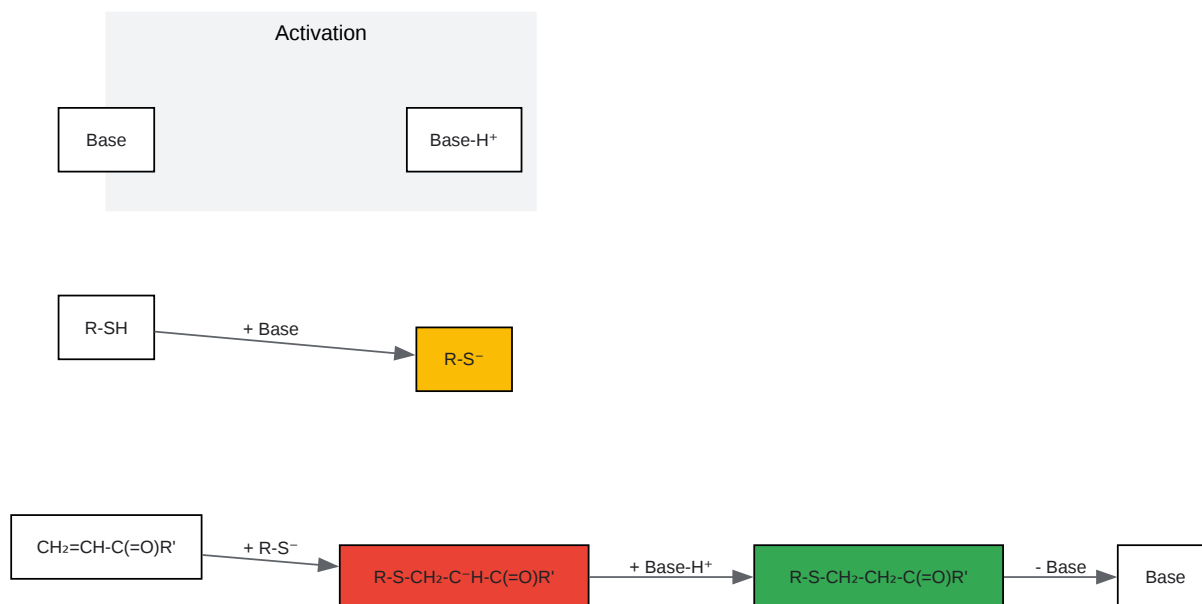 Activation
Base
Base-H⁺
R-SH
+ Base
R-S⁻
CH₂=CH-C(=O)R'
+ R-S⁻
R-S-CH₂-C⁻H-C(=O)R'
+ Base-H⁺
R-S-CH₂-CH₂-C(=O)R'
- Base
Base